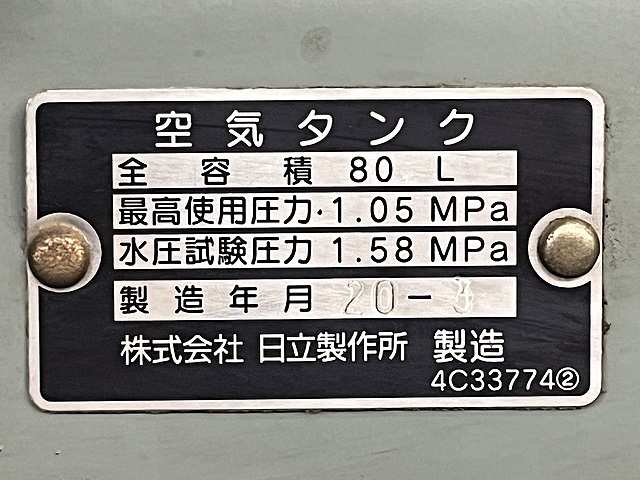 空気タンク
全容積 80 L
最高使用圧力・1.05 MPa
水圧試験圧力 1.58 MPa
製造年月 20-3
株式会社 日立製作所 製造
4C33774②